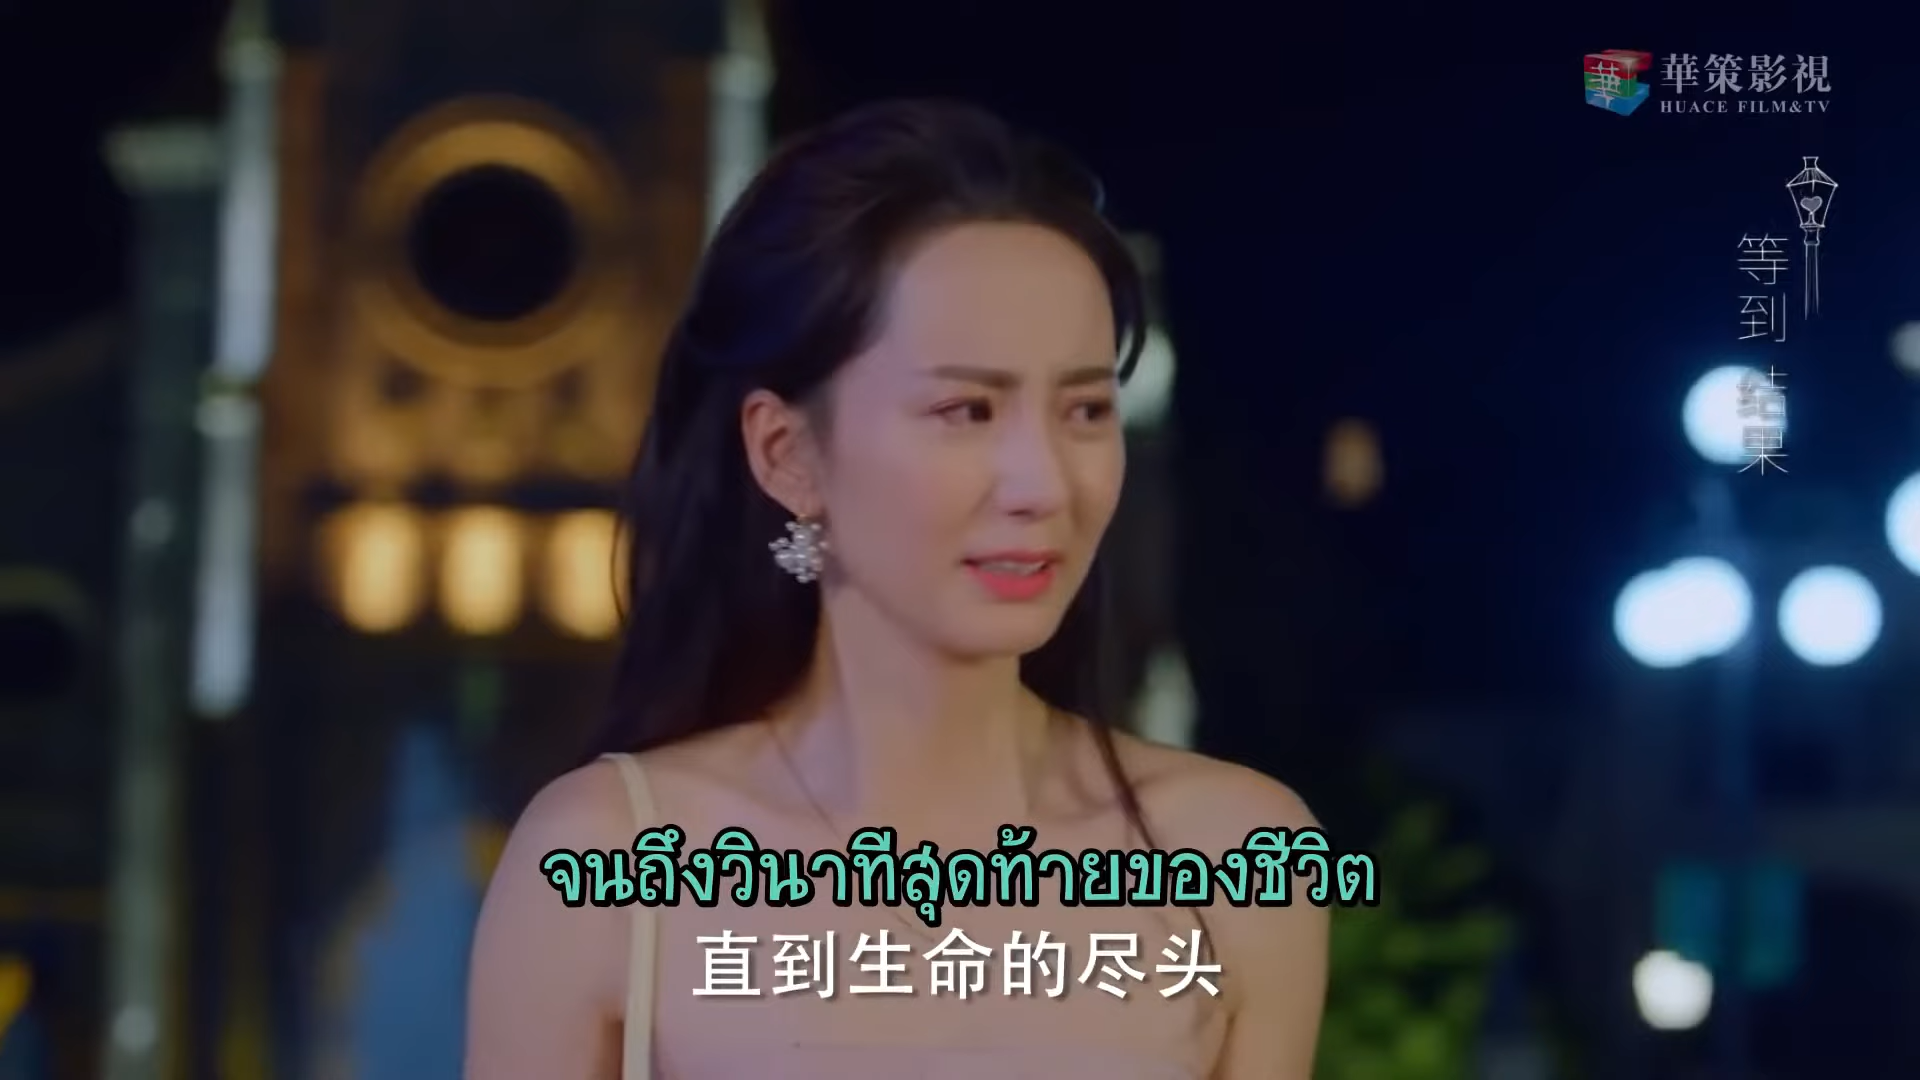 華策影視
HUACE FILM&TV
等到
结果
จนถึงวินาทีสุดท้ายของชีวิต
直到生命的尽头